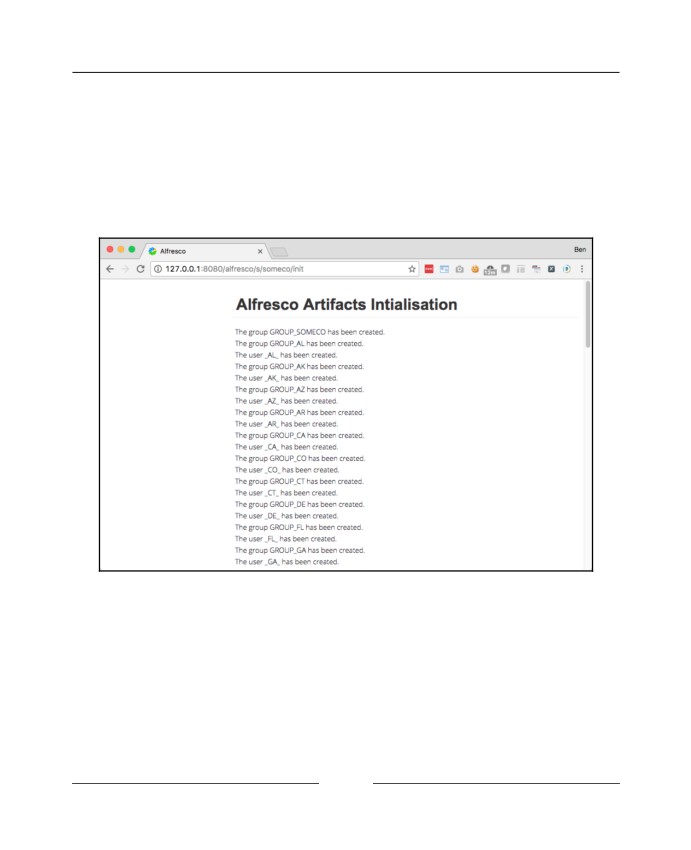 Alfresco
Ben
127.0.0.1:8080/alfresco/s/someco/init
Alfresco Artifacts Intialisation
The group GROUP_SOMECO has been created.
The group GROUP_AL has been created.
The user _AL_ has been created.
The group GROUP_AK has been created.
The user _AK_ has been created.
The group GROUP_AZ has been created.
The user _AZ_ has been created.
The group GROUP_AR has been created.
The user _AR_ has been created.
The group GROUP_CA has been created.
The user _CA_ has been created.
The group GROUP_CO has been created.
The user _CO_ has been created.
The group GROUP_CT has been created.
The user _CT_ has been created.
The group GROUP_DE has been created.
The user _DE_ has been created.
The group GROUP_FL has been created.
The user _FL_ has been created.
The group GROUP_GA has been created.
The user _GA_ has been created.